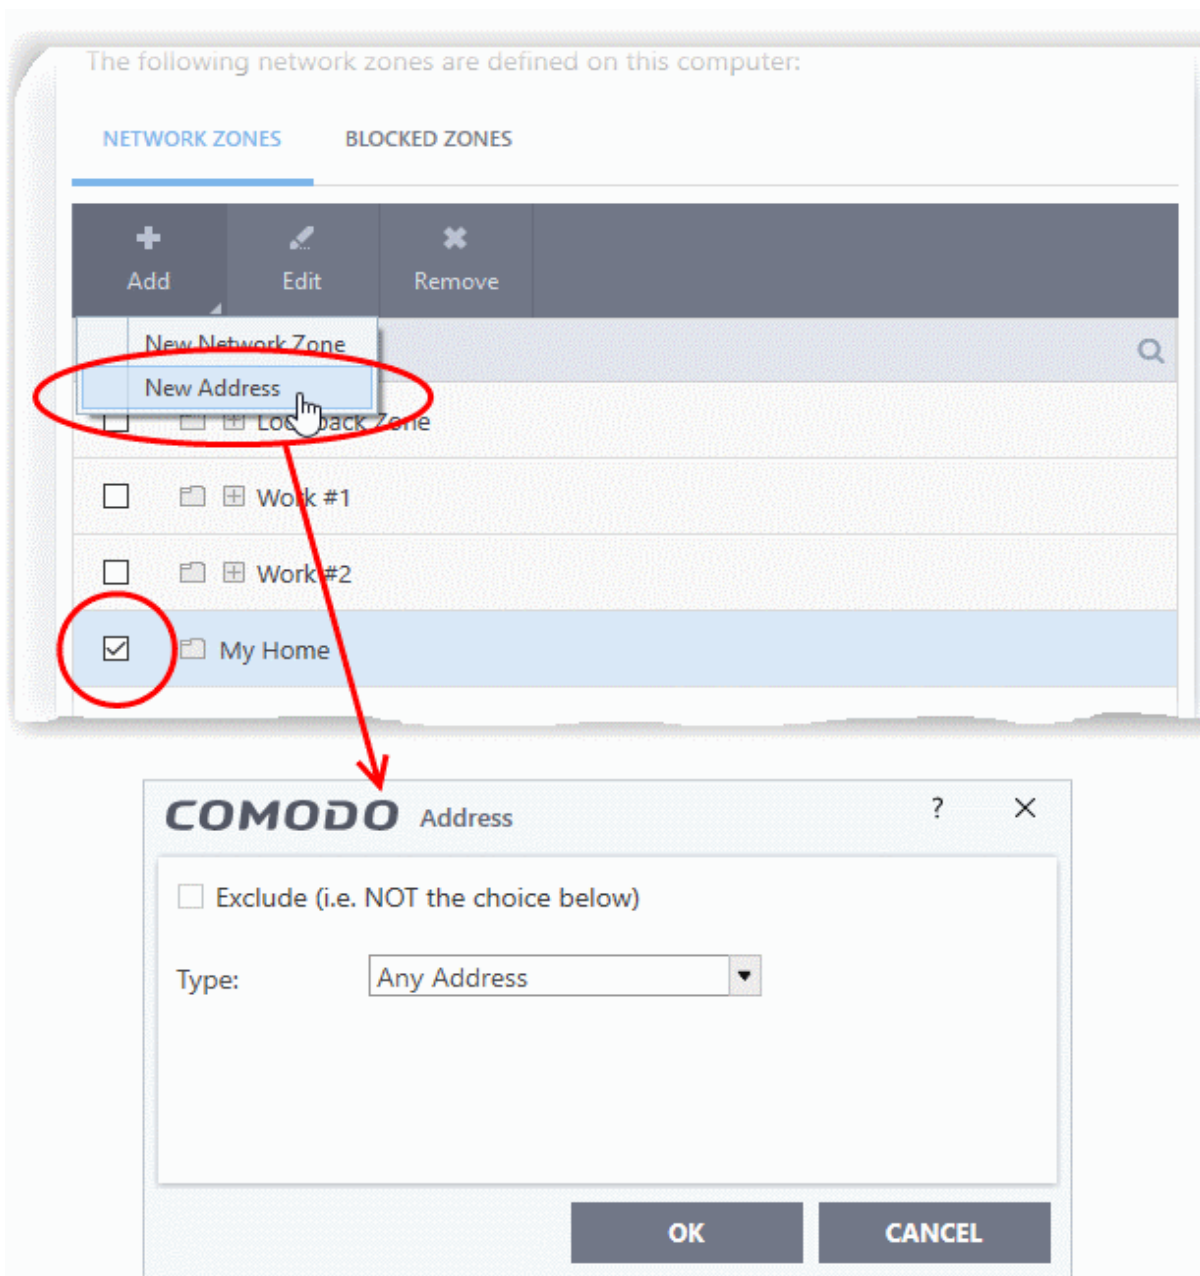 The following network zones are defined on this computer:
NETWORK ZONES BLOCKED ZONES
Add Edit Remove
New Network Zone
New Address
Zone
Work #1
Work #2
My Home
COMODO Address ?
Exclude (i.e. NOT the choice below)
Type: Any Address
OK CANCEL